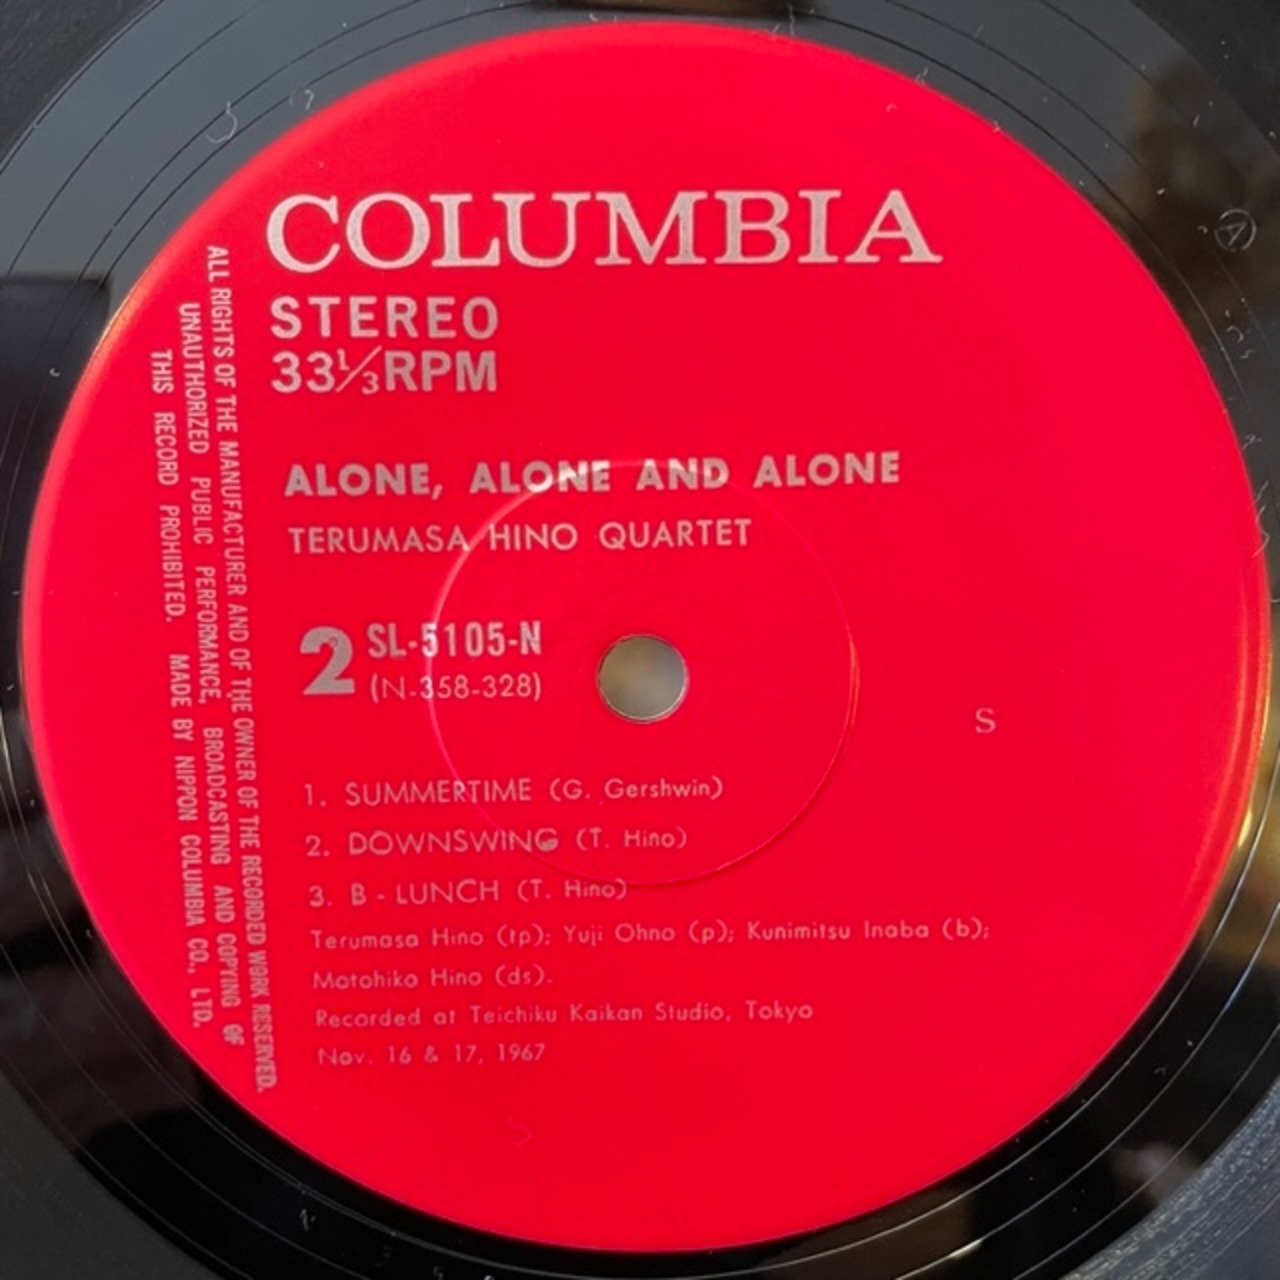 COLUMBIA
STEREO
33⅓RPM
ALONE, ALONE AND ALONE
TERUMASA HINO QUARTET
2 SL-5105-N
(N-358-328)
S
1. SUMMERTIME (G. Gershwin)
2. DOWNSWING (T. Hino)
3. B - LUNCH (T. Hino)
Terumasa Hino (tp); Yuji Ohno (p); Kunimitsu Inaba (b);
Motohiko Hino (ds).
Recorded at Teichiku Kaikan Studio, Tokyo
Nov. 16 & 17, 1967
ALL RIGHTS OF THE MANUFACTURER AND OF THE OWNER OF THE RECORDED WORK RESERVED.
UNAUTHORIZED PUBLIC PERFORMANCE, BROADCASTING AND COPYING OF
THIS RECORD PROHIBITED. MADE BY NIPPON COLUMBIA CO., LTD.
A